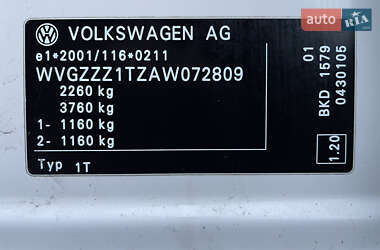 VOLKSWAGEN AG
e1*2001/116*0211
WVGZZZ1TZAW072809
2260 kg
3760 kg
1- 1160 kg
2- 1160 kg
Typ 1T
01
BKD 1579
0430105
1.20
AUTO RIA.com